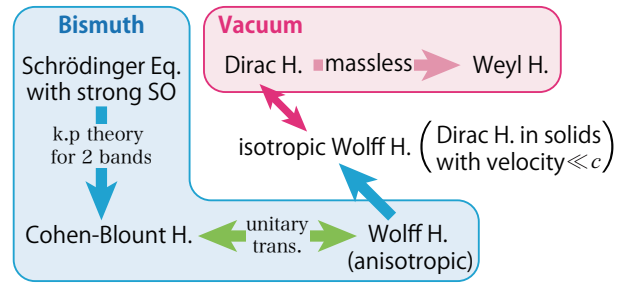 Bismuth
Schrödinger Eq.
with strong SO
k.p theory
for 2 bands
Cohen-Blount H.
unitary
trans.
Wolff H.
(anisotropic)
Vacuum
Dirac H.
massless
Weyl H.
isotropic Wolff H.
(Dirac H. in solids
with velocity≪c)